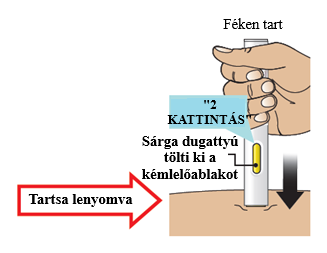 Féken tart
"2
KATTINTÁS"
Sárga dugattyú
tölti ki a
kémlelőablakot
Tartsa lenyomva